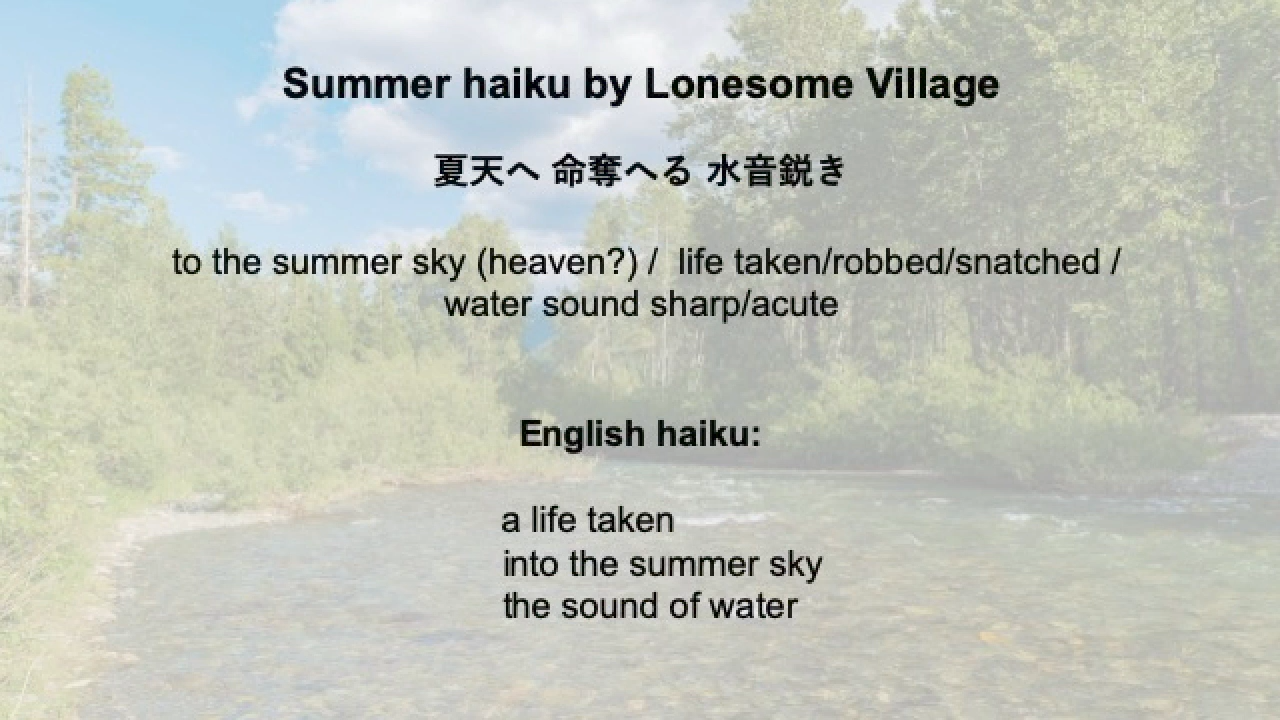 Summer haiku by Lonesome Village
夏天へ 命奪へる 水音鋭き
to the summer sky (heaven?) / life taken/robbed/snatched /
water sound sharp/acute
English haiku:
a life taken
into the summer sky
the sound of water